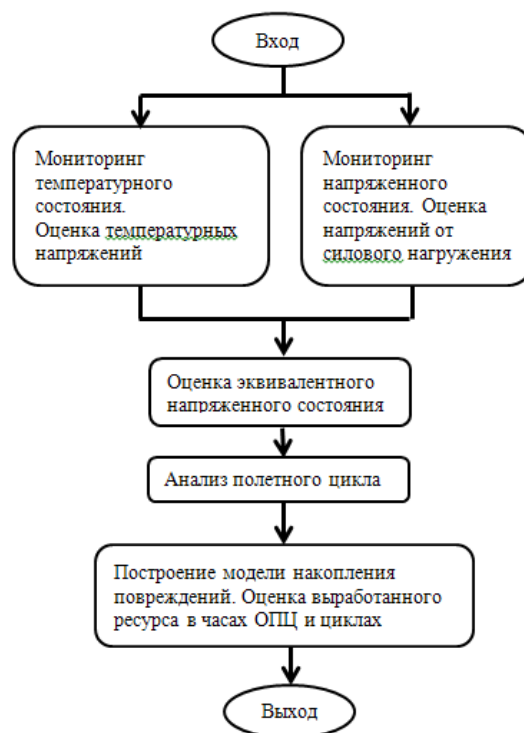 Вход
Мониторинг
температурного
состояния.
Оценка температурных
напряжений
Мониторинг
напряженного
состояния. Оценка
напряжений от
силового нагружения
Оценка эквивалентного
напряженного состояния
Анализ полетного цикла
Построение модели накопления
повреждений. Оценка выработанного
ресурса в часах ОПЦ и циклах
Выход